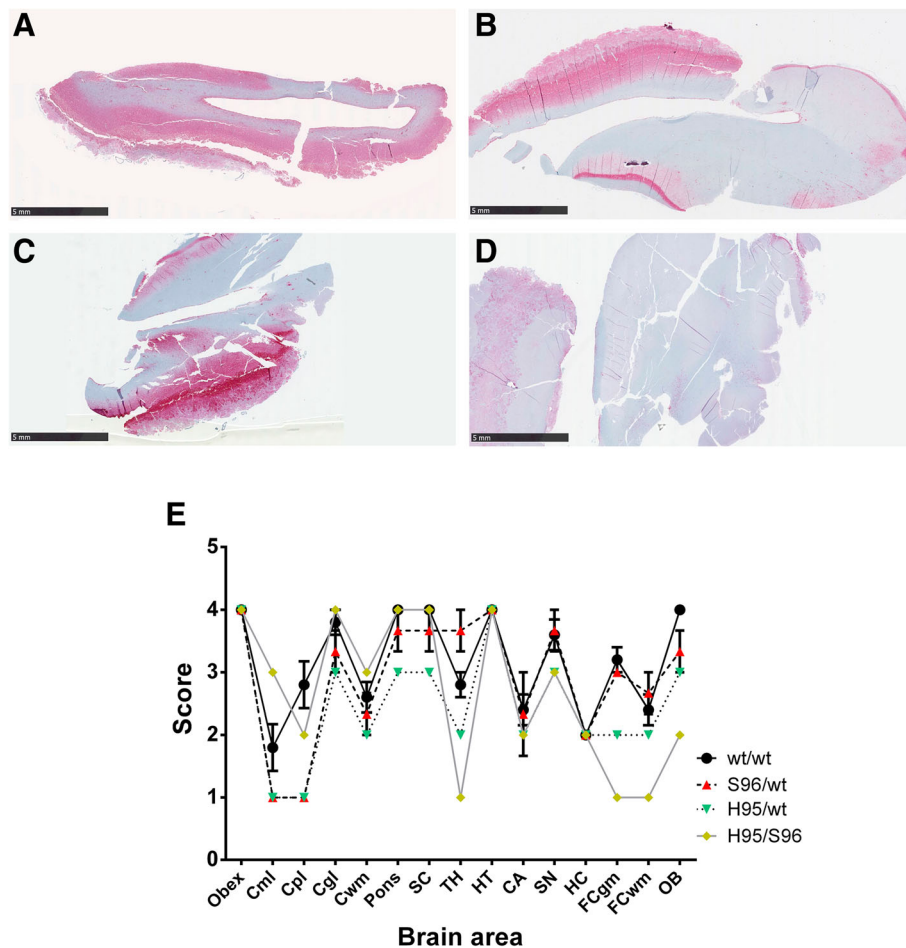 A
B
5 mm
5 mm
C
D
5 mm
5 mm
E
Score
5
4
3
2
1
0
wt/wt
S96/wt
H95/wt
H95/S96
Obex
Cml
Cpl
Cgl
Cwm
Pons
SC
TH
HT
CA
SN
HC
FCgm
FCwm
OB
Brain area